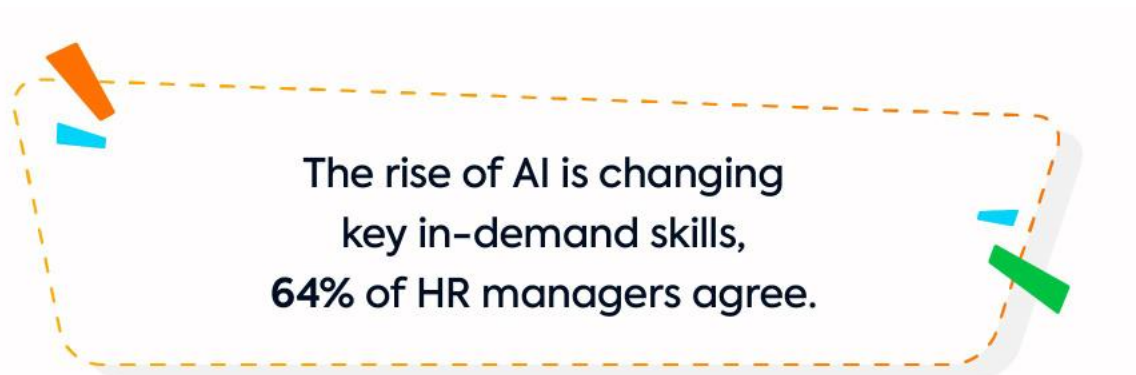 The rise of AI is changing
key in-demand skills,
64% of HR managers agree.